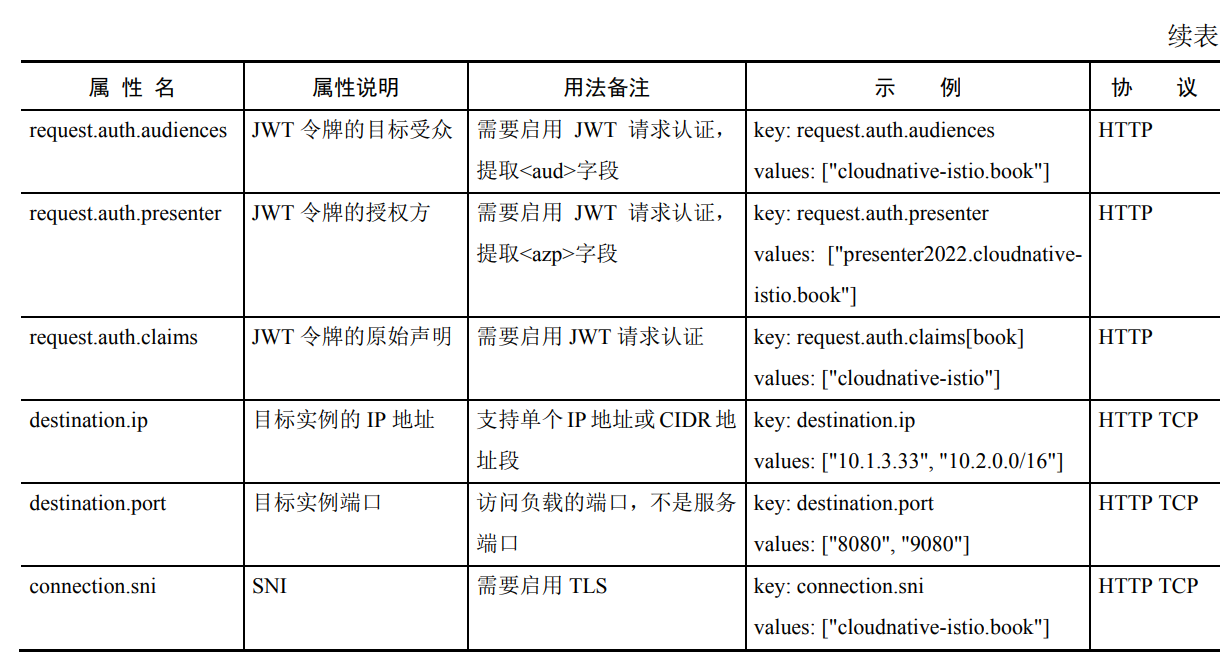 续表
属 性 名 属性说明 用法备注 示 例 协 议
request.auth.audiences JWT 令牌的目标受众 需要启用 JWT 请求认证， key: request.auth.audiences HTTP
提取<aud>字段 values: ["cloudnative-istio.book"]
request.auth.presenter JWT 令牌的授权方 需要启用 JWT 请求认证， key: request.auth.presenter HTTP
提取<azp>字段 values: ["presenter2022.cloudnative-
istio.book"]
request.auth.claims JWT 令牌的原始声明 需要启用 JWT 请求认证 key: request.auth.claims[book] HTTP
values: ["cloudnative-istio"]
destination.ip 目标实例的 IP 地址 支持单个 IP 地址或 CIDR 地 key: destination.ip HTTP TCP
址段 values: ["10.1.3.33", "10.2.0.0/16"]
destination.port 目标实例端口 访问负载的端口，不是服务 key: destination.port HTTP TCP
端口 values: ["8080", "9080"]
connection.sni SNI 需要启用 TLS key: connection.sni HTTP TCP
values: ["cloudnative-istio.book"]